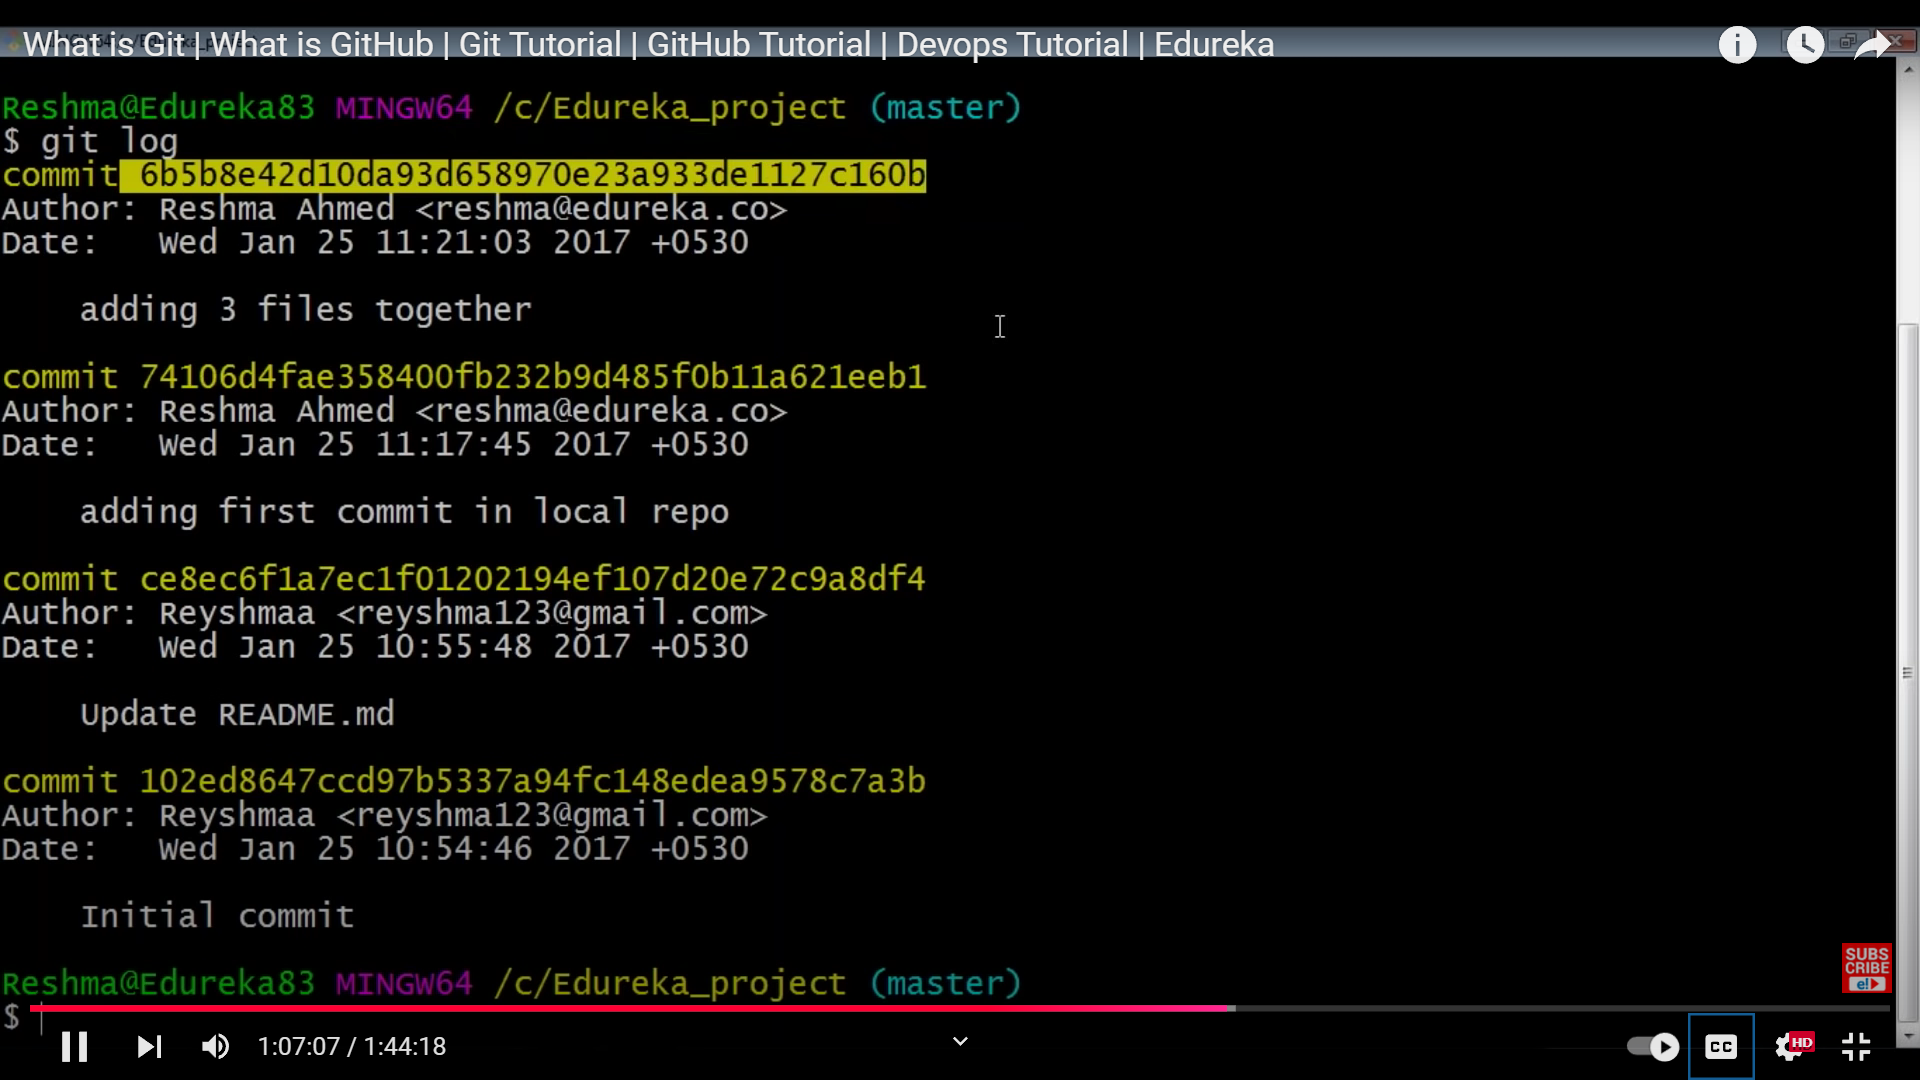 What is Git | What is GitHub | Git Tutorial | GitHub Tutorial | Devops Tutorial | Edureka
Reshma@Edureka83 MINGW64 /c/Edureka_project (master)
$ git log
commit 6b5b8e42d10da93d658970e23a933de1127c160b
Author: Reshma Ahmed <reshma@edureka.co>
Date:   Wed Jan 25 11:21:03 2017 +0530
adding 3 files together
commit 74106d4fae358400fb232b9d485f0b11a621eeb1
Author: Reshma Ahmed <reshma@edureka.co>
Date:   Wed Jan 25 11:17:45 2017 +0530
adding first commit in local repo
commit ce8ec6f1a7ec1f01202194ef107d20e72c9a8df4
Author: Reyshmaa <reyshma123@gmail.com>
Date:   Wed Jan 25 10:55:48 2017 +0530
Update README.md
commit 102ed8647ccd97b5337a94fc148edea9578c7a3b
Author: Reyshmaa <reyshma123@gmail.com>
Date:   Wed Jan 25 10:54:46 2017 +0530
Initial commit
Reshma@Edureka83 MINGW64 /c/Edureka_project (master)
$
SUBS
CRIBE
e!
1:07:07 / 1:44:18
CC
HD